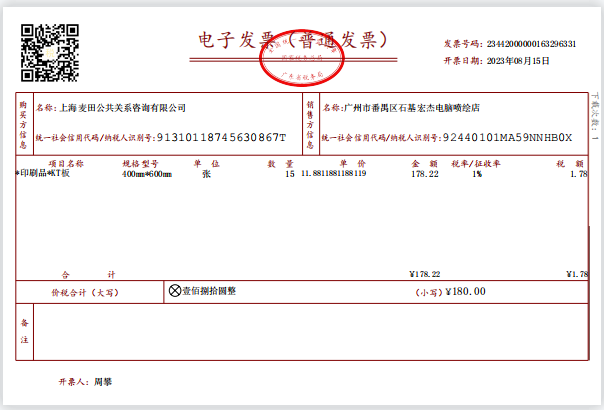 电子发票（普通发票）
发票号码：23442000000163296331
开票日期：2023年08月15日
国家税务总局
广东省税务局
下载次数：1
购买方信息
名称：上海麦田公共关系咨询有限公司
统一社会信用代码/纳税人识别号：91310118745630867T
销售方信息
名称：广州市番禺区石基宏杰电脑喷绘店
统一社会信用代码/纳税人识别号：92440101MA59NNHB0X
项目名称 规格型号 单位 数量 单价 金额 税率/征收率 税额
*印刷品*KT板 400mm*600mm 张 15 11.8811881188119 178.22 1% 1.78
合计 ¥178.22 ¥1.78
价税合计（大写） ⊗壹佰捌拾圆整 （小写）¥180.00
备注
开票人：周攀